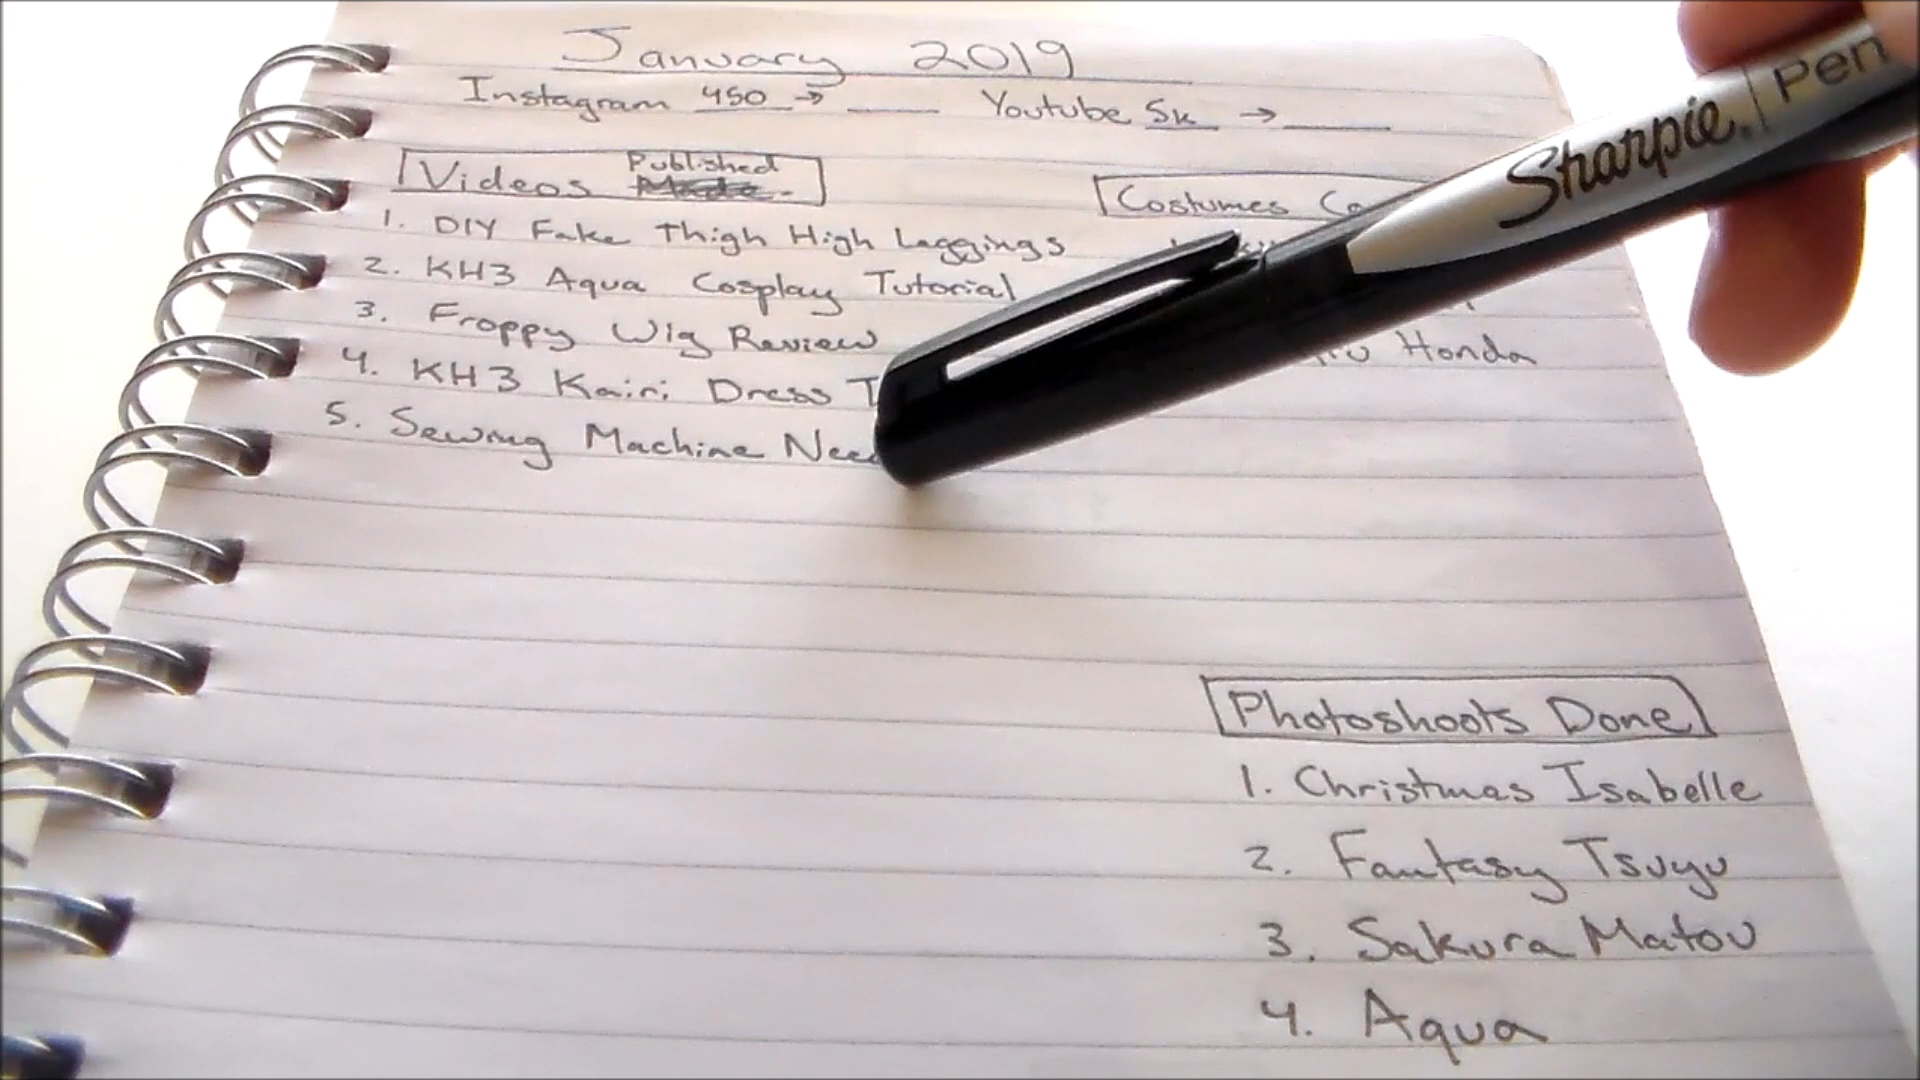 January 2019
Instagram 450 → ____ Youtube 5k → ____
Videos Published
1. DIY Fake Thigh High Leggings
2. KH3 Aqua Cosplay Tutorial
3. Froppy Wig Review
4. KH3 Kairi Dress
5. Sewing Machine
Costumes
Honda
Photoshoots Done
1. Christmas Isabelle
2. Fantasy Tsuyu
3. Sakura Matou
4. Aqua
Sharpie. Pen